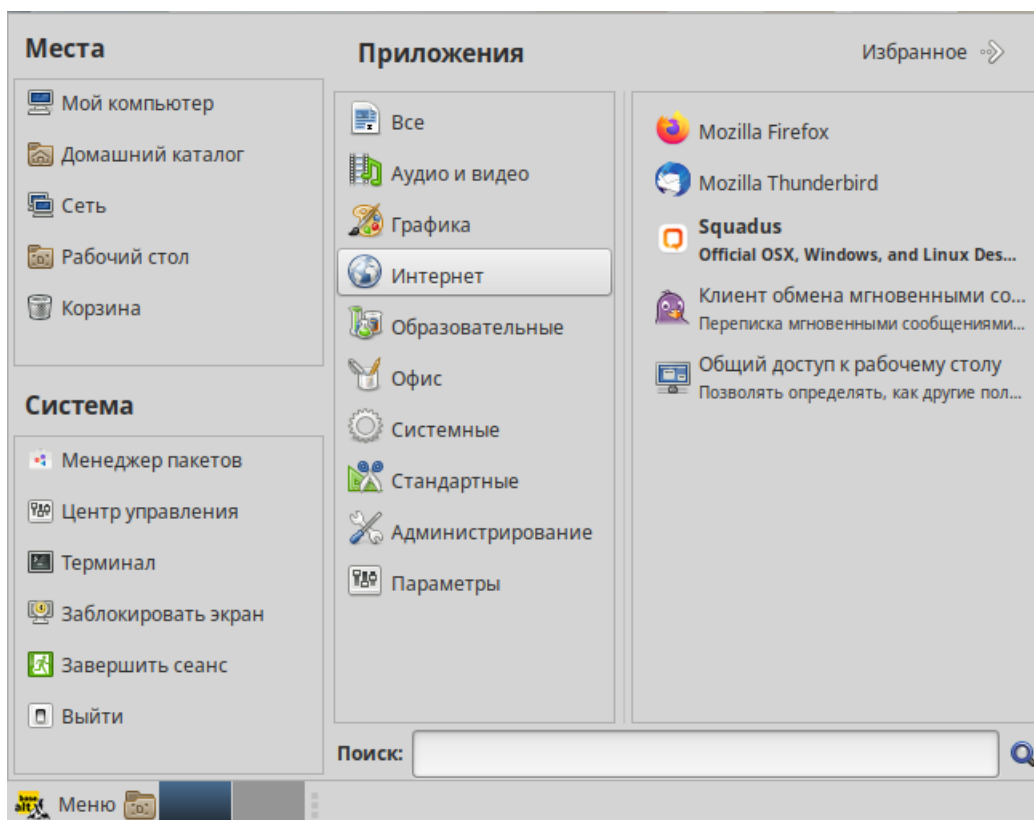 Места
Мой компьютер
Домашний каталог
Сеть
Рабочий стол
Корзина
Система
Менеджер пакетов
Центр управления
Терминал
Заблокировать экран
Завершить сеанс
Выйти
Приложения
Избранное
Все
Аудио и видео
Графика
Интернет
Образовательные
Офис
Системные
Стандартные
Администрирование
Параметры
Mozilla Firefox
Mozilla Thunderbird
Squadus
Official OSX, Windows, and Linux Des...
Клиент обмена мгновенными со...
Переписка мгновенными сообщениями...
Общий доступ к рабочему столу
Позволять определять, как другие пол...
Поиск:
base
alt Меню